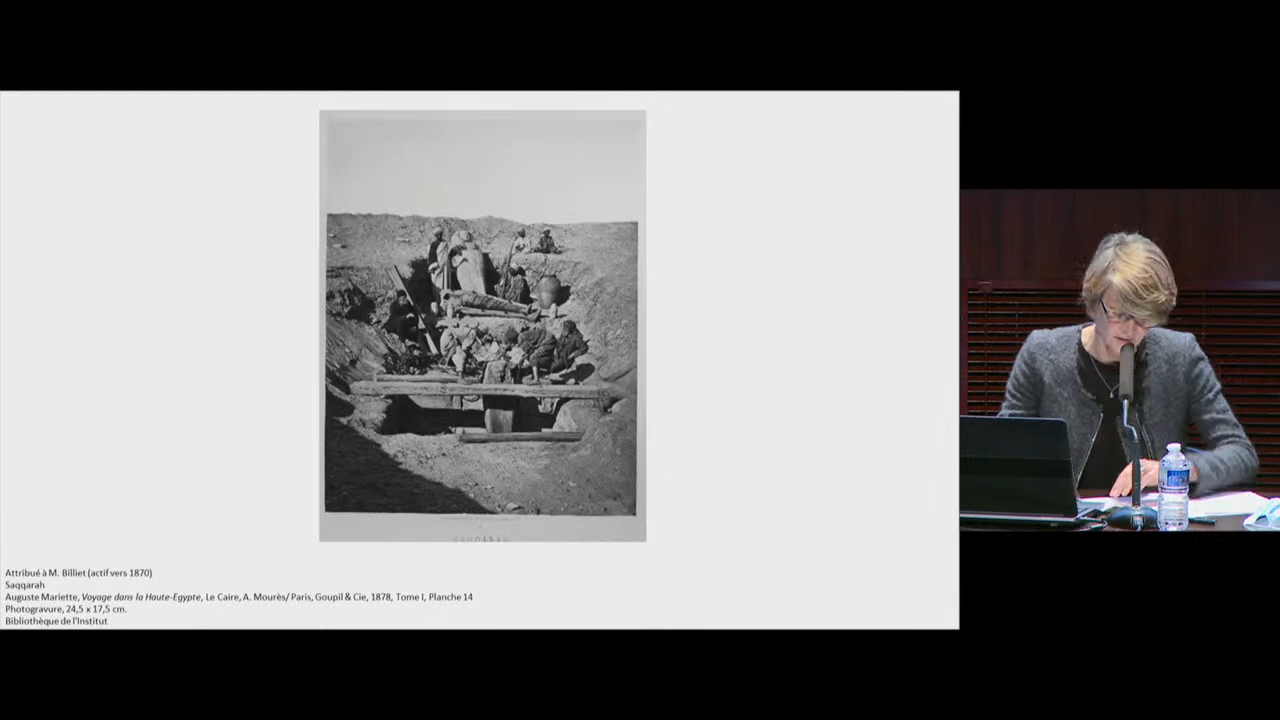 Attribué à M. Billiet (actif vers 1870)
Saqqarah
Auguste Mariette, Voyage dans la Haute-Egypte, Le Caire, A. Mourès/ Paris, Goupil & Cie, 1878, Tome I, Planche 14
Photogravure, 24,5 x 17,5 cm.
Bibliothèque de l'Institut